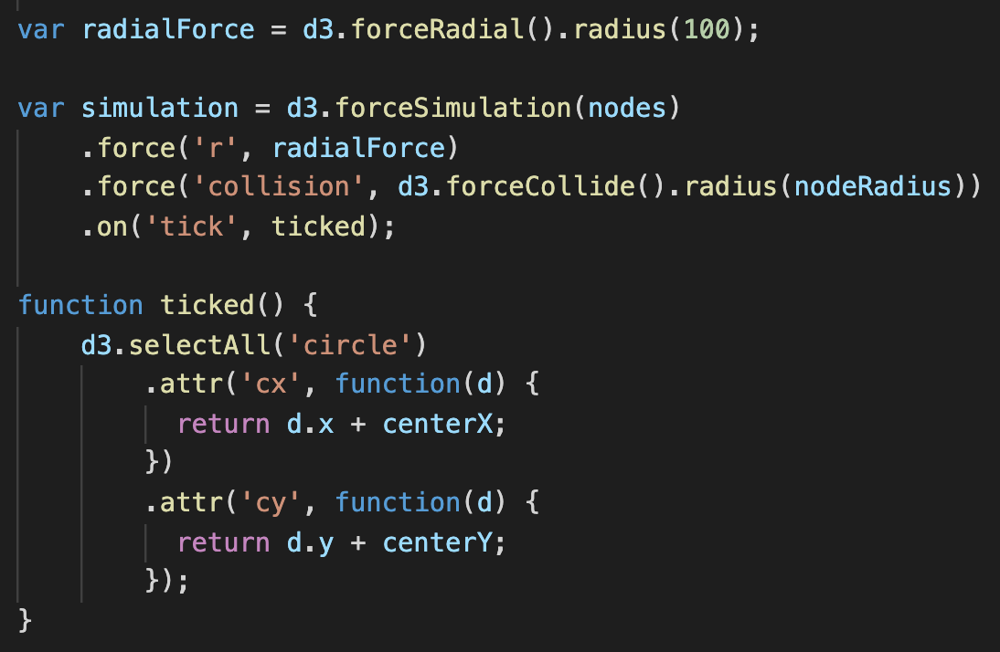 var radialForce = d3.forceRadial().radius(100);

var simulation = d3.forceSimulation(nodes)
    .force('r', radialForce)
    .force('collision', d3.forceCollide().radius(nodeRadius))
    .on('tick', ticked);

function ticked() {
    d3.selectAll('circle')
        .attr('cx', function(d) {
          return d.x + centerX;
        })
        .attr('cy', function(d) {
          return d.y + centerY;
        });
}